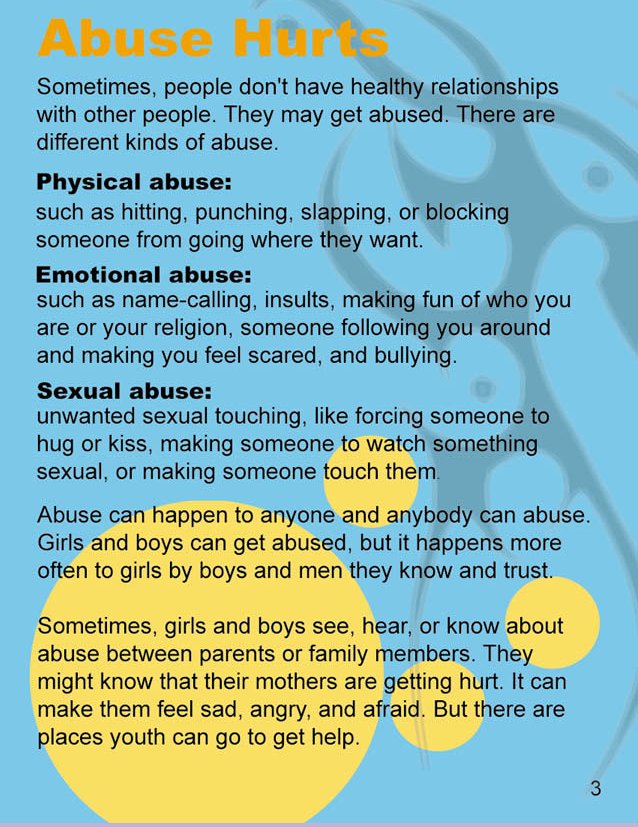 Abuse Hurts
Sometimes, people don't have healthy relationships
with other people. They may get abused. There are
different kinds of abuse.
Physical abuse:
such as hitting, punching, slapping, or blocking
someone from going where they want.
Emotional abuse:
such as name-calling, insults, making fun of who you
are or your religion, someone following you around
and making you feel scared, and bullying.
Sexual abuse:
unwanted sexual touching, like forcing someone to
hug or kiss, making someone to watch something
sexual, or making someone touch them.
Abuse can happen to anyone and anybody can abuse.
Girls and boys can get abused, but it happens more
often to girls by boys and men they know and trust.
Sometimes, girls and boys see, hear, or know about
abuse between parents or family members. They
might know that their mothers are getting hurt. It can
make them feel sad, angry, and afraid. But there are
places youth can go to get help.
3